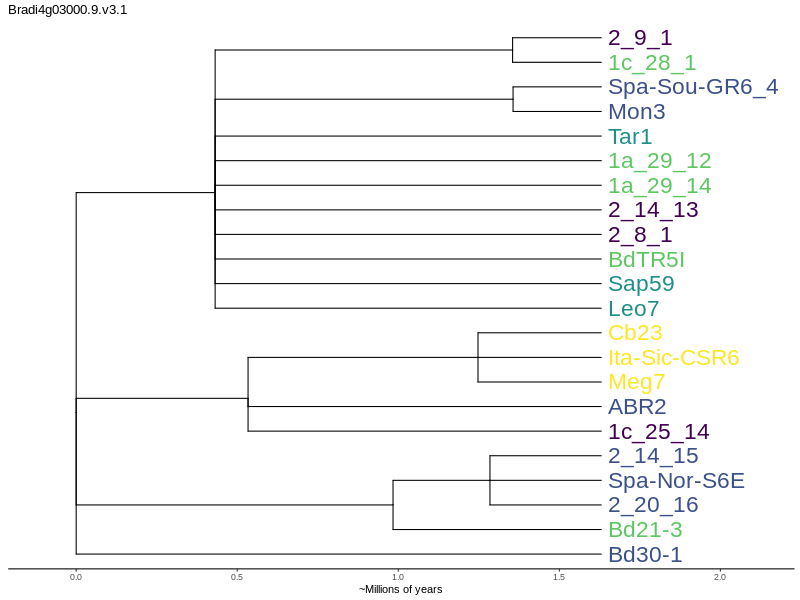 Bradi4g03000.9.v3.1
2_9_1
1c_28_1
Spa-Sou-GR6_4
Mon3
Tar1
1a_29_12
1a_29_14
2_14_13
2_8_1
BdTR5I
Sap59
Leo7
Cb23
Ita-Sic-CSR6
Meg7
ABR2
1c_25_14
2_14_15
Spa-Nor-S6E
2_20_16
Bd21-3
Bd30-1
0.0 0.5 1.0 1.5 2.0
~Millions of years